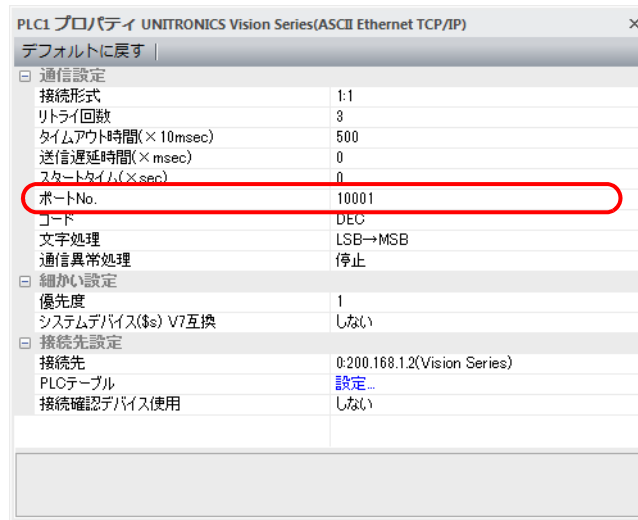 PLC1 プロパティ UNITRONICS Vision Series(ASCII Ethernet TCP/IP) ×
デフォルトに戻す
通信設定
接続形式 1:1
リトライ回数 3
タイムアウト時間(×10msec) 500
送信遅延時間(×msec) 0
スタートタイム(×sec) 0
ポートNo. 10001
コード DEC
文字処理 LSB→MSB
通信異常処理 停止
細かい設定
優先度 1
システムデバイス($s) V7互換 しない
接続先設定
接続先 0:200.168.1.2(Vision Series)
PLCテーブル 設定...
接続確認デバイス使用 しない